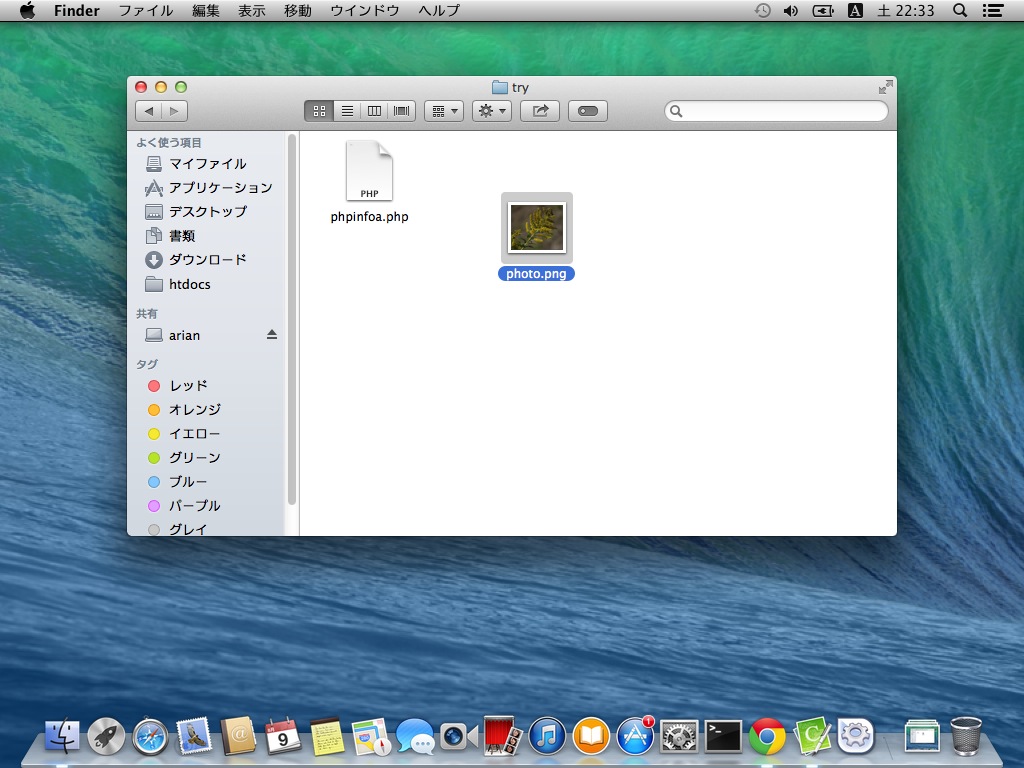 Finder ファイル 編集 表示 移動 ウインドウ ヘルプ A 土 22:33
try
よく使う項目
マイファイル
アプリケーション
デスクトップ
書類
ダウンロード
htdocs
共有
arian
タグ
レッド
オレンジ
イエロー
グリーン
ブルー
パープル
グレイ
PHP
phpinfoa.php
photo.png
9
1